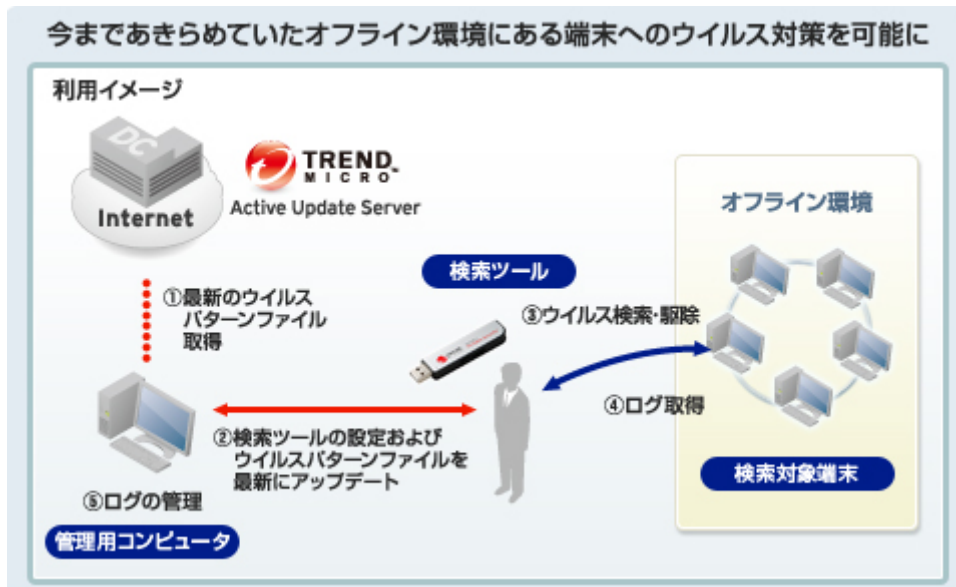 今まであきらめていたオフライン環境にある端末へのウイルス対策を可能に
利用イメージ
DC
Internet
TREND
MICRO
Active Update Server
オフライン環境
検索ツール
①最新のウイルス
パターンファイル
取得
③ウイルス検索・駆除
④ログ取得
②検索ツールの設定および
ウイルスパターンファイルを
最新にアップデート
検索対象端末
⑤ログの管理
管理用コンピュータ